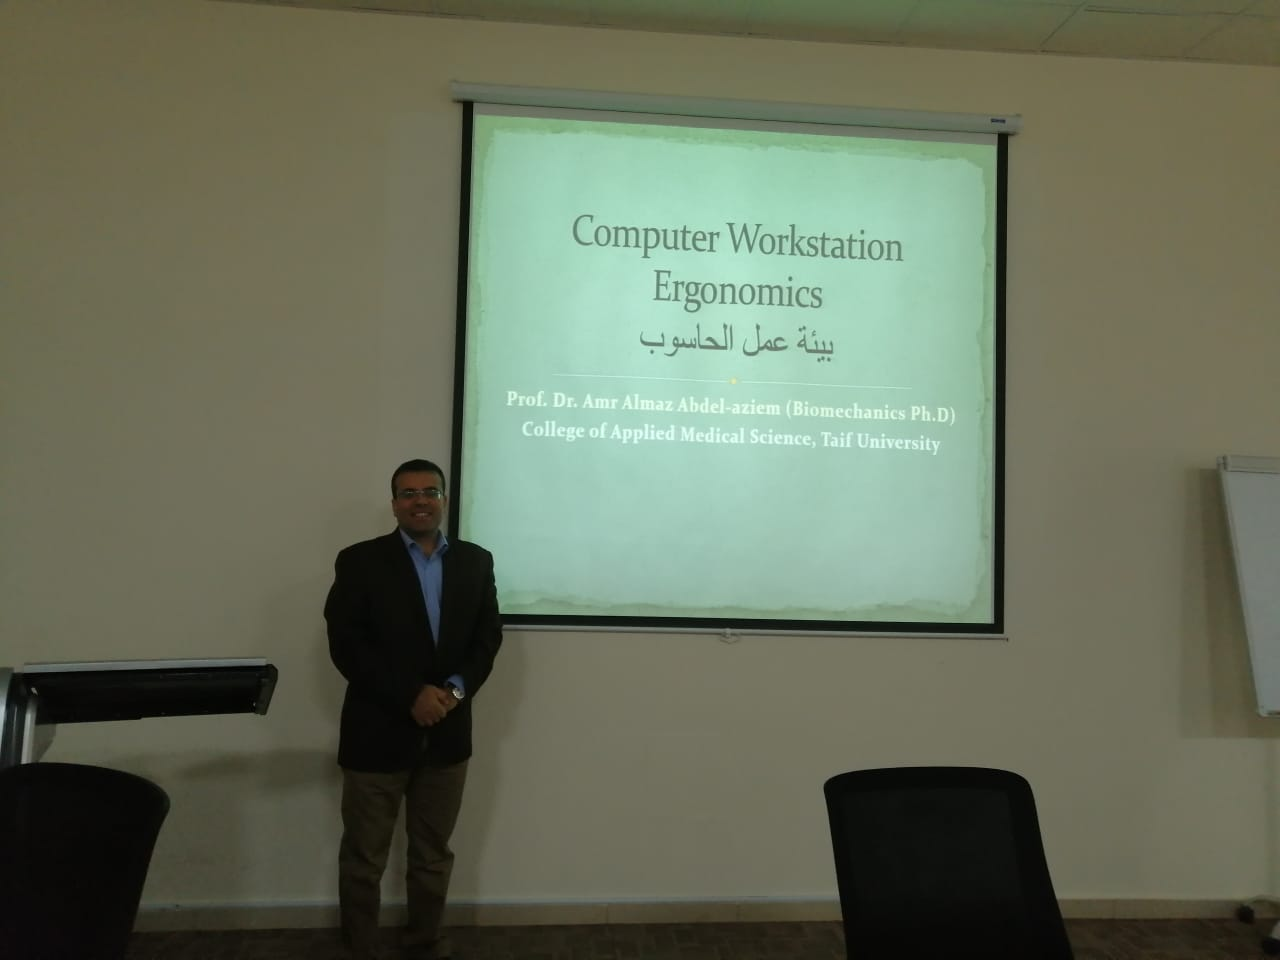 Computer Workstation
Ergonomics
بيئة عمل الحاسوب
Prof. Dr. Amr Almaz Abdel-aziem (Biomechanics Ph.D)
College of Applied Medical Science, Taif University